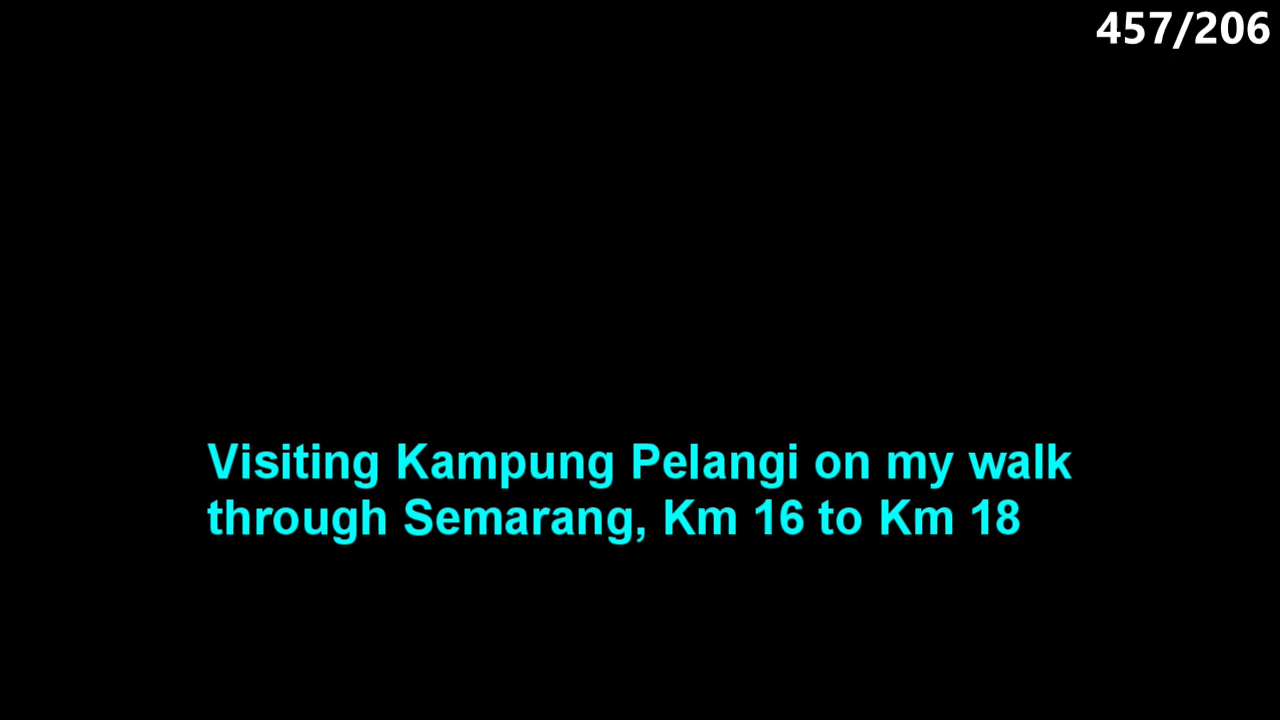 457/206
Visiting Kampung Pelangi on my walk
through Semarang, Km 16 to Km 18